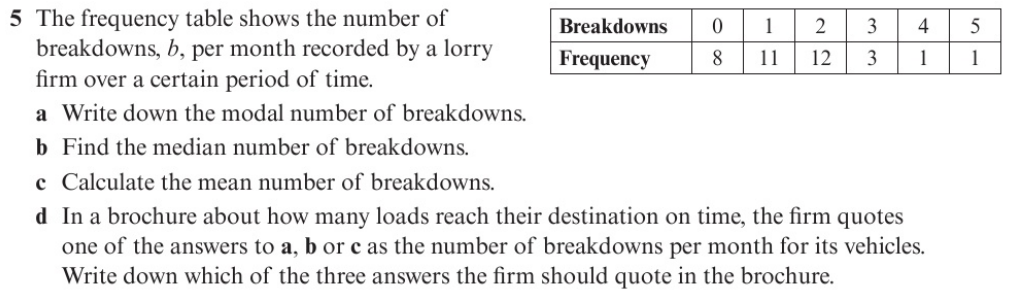 5 The frequency table shows the number of
breakdowns, b, per month recorded by a lorry
firm over a certain period of time.
Breakdowns 0 1 2 3 4 5
Frequency 8 11 12 3 1 1
a Write down the modal number of breakdowns.
b Find the median number of breakdowns.
c Calculate the mean number of breakdowns.
d In a brochure about how many loads reach their destination on time, the firm quotes
one of the answers to a, b or c as the number of breakdowns per month for its vehicles.
Write down which of the three answers the firm should quote in the brochure.